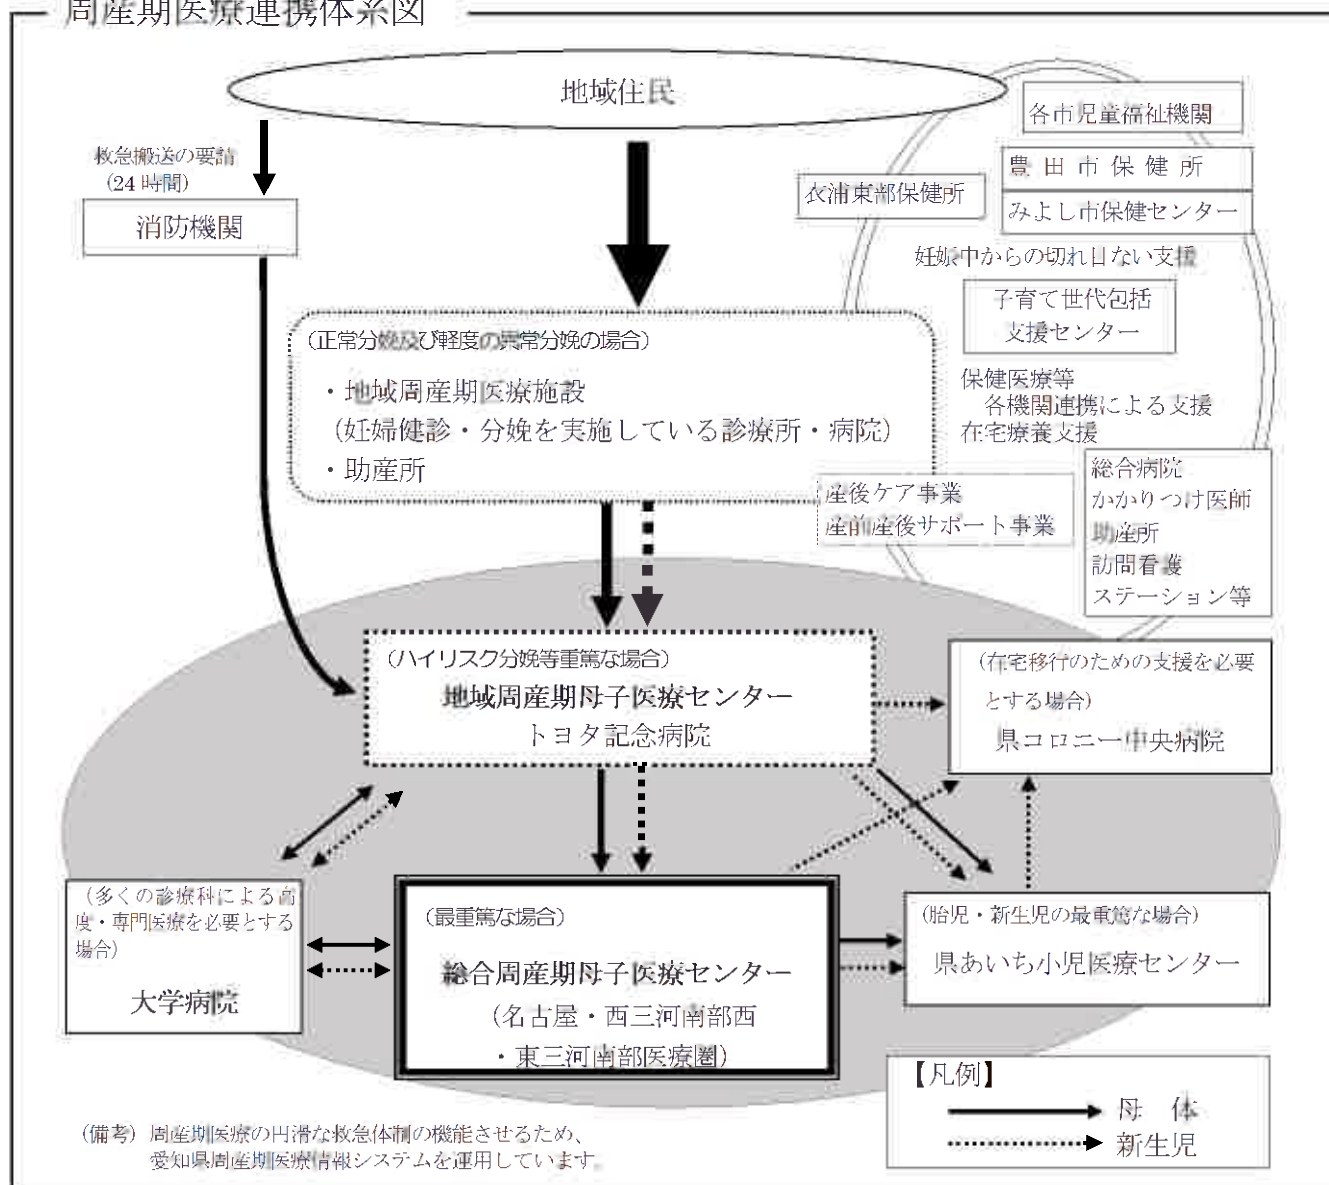 周産期医療連携体系図
地域住民
救急搬送の要請
(24時間)
消防機関
各市児童福祉機関
豊田市保健所
衣浦東部保健所
みよし市保健センター
妊娠中からの切れ目ない支援
子育て世代包括
支援センター
(正常分娩及び軽度の異常分娩の場合)
・地域周産期医療施設
(妊婦健診・分娩を実施している診療所・病院)
・助産所
保健医療等
各機関連携による支援
在宅療養支援
産後ケア事業
産前産後サポート事業
総合病院
かかりつけ医師
助産所
訪問看護
ステーション等
(ハイリスク分娩等重篤な場合)
地域周産期母子医療センター
トヨタ記念病院
(在宅移行のための支援を必要
とする場合)
県コロニー中央病院
(多くの診療科による高
度・専門医療を必要とする
場合)
大学病院
(最重篤な場合)
総合周産期母子医療センター
(名古屋・西三河南部西
・東三河南部医療圏)
(胎児・新生児の最重篤な場合)
県あいち小児医療センター
【凡例】
母 体
新生児
(備考) 周産期医療の円滑な救急体制の機能させるため、
愛知県周産期医療情報システムを運用しています。